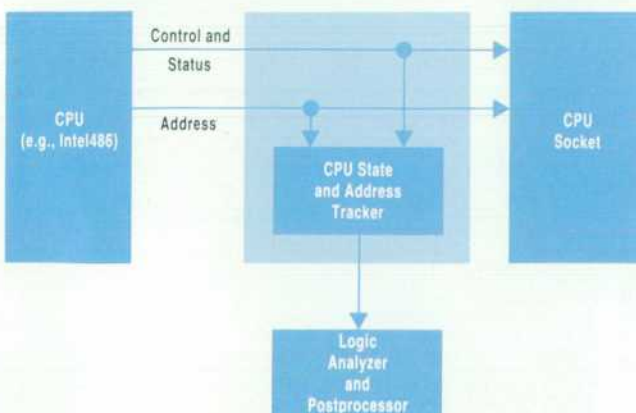 Control and
Status
Address
CPU
(e.g., Intel486)
CPU
Socket
CPU State
and Address
Tracker
Logic
Analyzer
and
Postprocessor